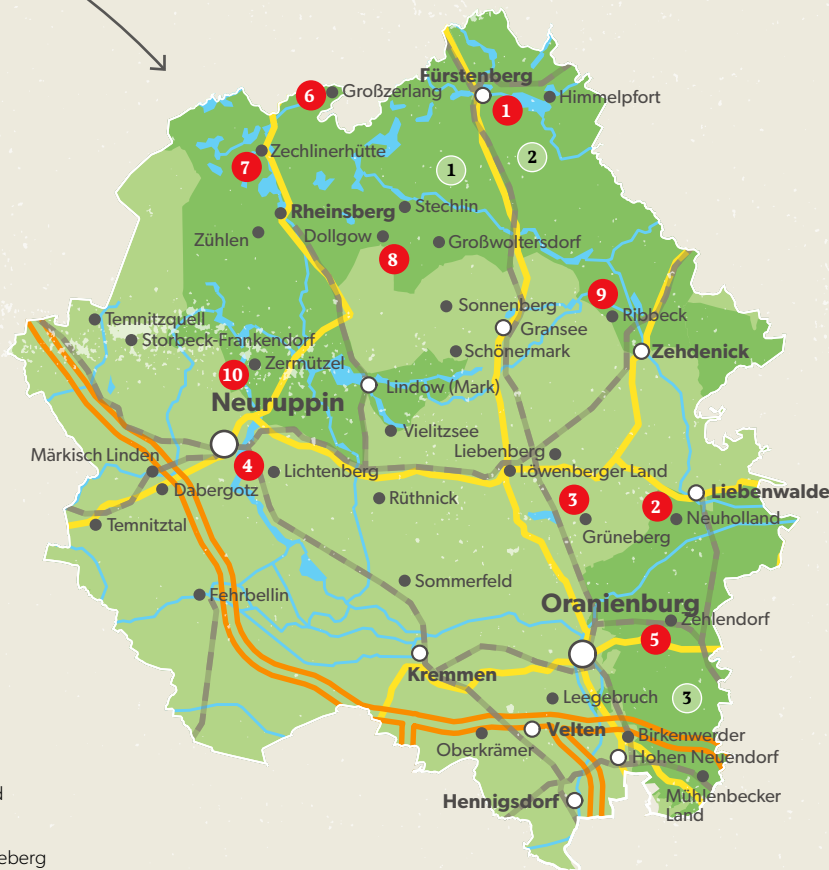 Fürstenberg
6 Großzerlang
Himmelpfort
1
7 Zechlinerhütte
1
2
Rheinsberg
Stechlin
Zühlen
Dollgow
Großwoltersdorf
8
9
Temnitzquell
Sonnenberg
Ribbeck
Storbeck-Frankendorf
Gransee
Schönermark
Zehdenick
10 Zermützel
Lindow (Mark)
Neuruppin
Vielitzsee
Märkisch Linden
Liebenberg
4 Lichtenberg
Löwenberger Land
Dabergotz
Rüthnick
3
2
Liebenwalde
Neuholland
Temnitztal
Grüneberg
Sommerfeld
Fehrbellin
Oranienburg
Zehlendorf
5
Kremmen
Leegebruch
3
Velten
Birkenwerder
Oberkrämer
Hohen Neuendorf
Hennigsdorf
Mühlenbecker
Land
d
eberg